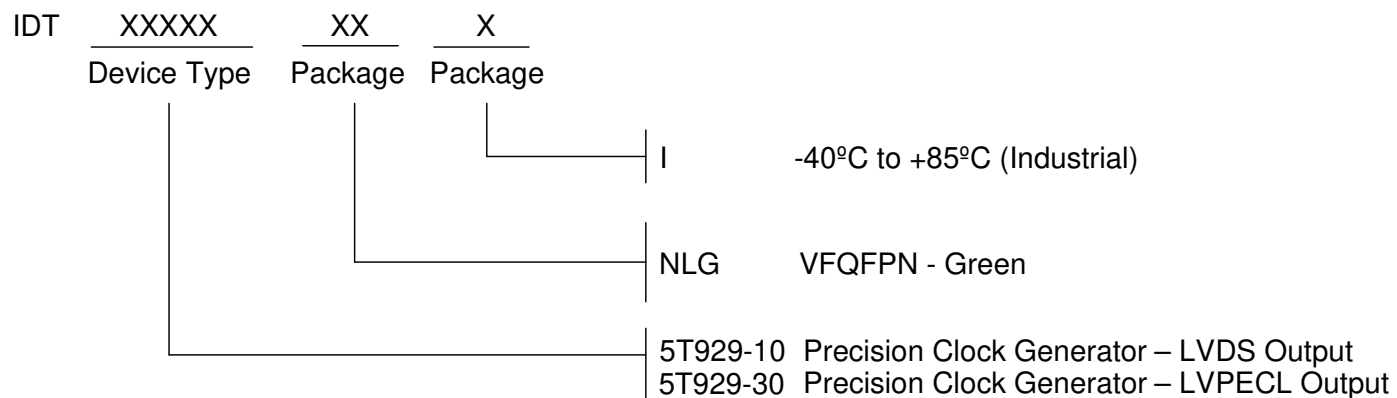 IDT XXXXX XX X
Device Type Package Package
I -40ºC to +85ºC (Industrial)
NLG VFQFPN - Green
5T929-10 Precision Clock Generator – LVDS Output
5T929-30 Precision Clock Generator – LVPECL Output